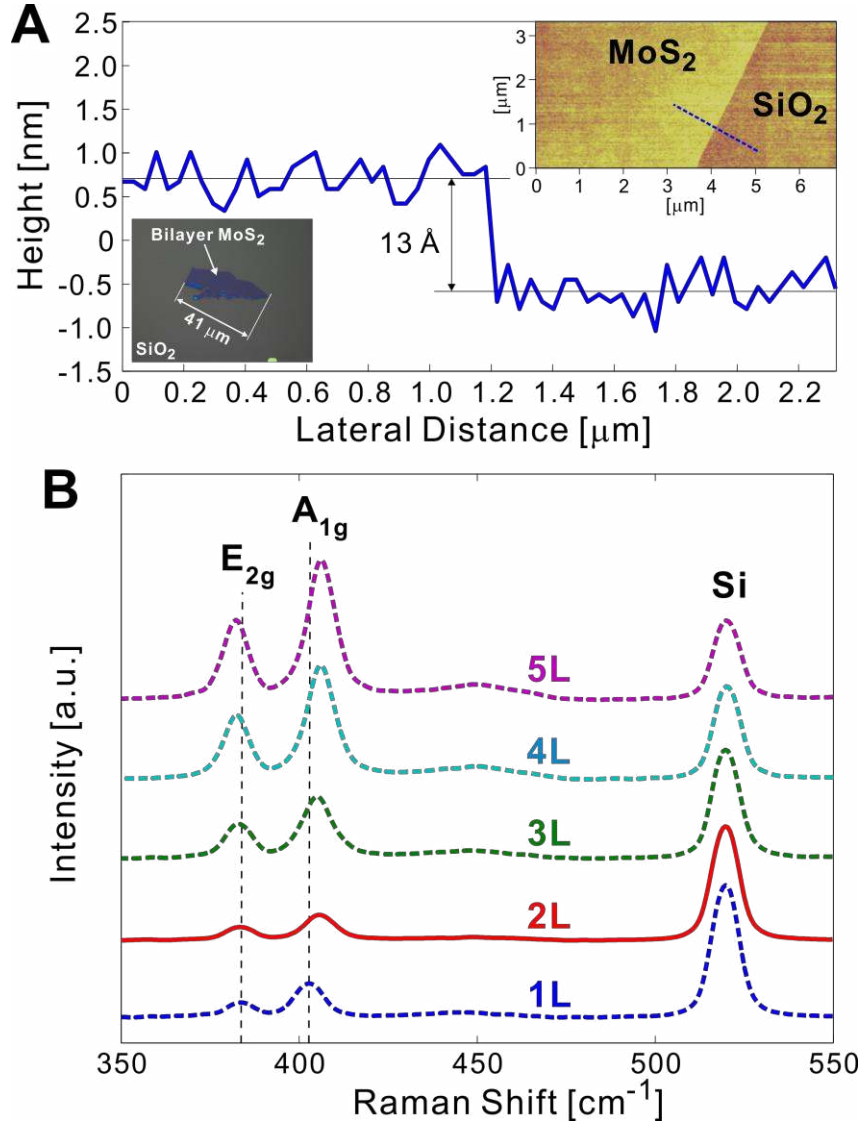 A
Height [nm]
2.5
2.0
1.5
1.0
0.5
0
-0.5
-1.0
-1.5
0 0.2 0.4 0.6 0.8 1.0 1.2 1.4 1.6 1.8 2.0 2.2
Lateral Distance [μm]
13 Å
Bilayer MoS2
41 μm
SiO2
MoS2
SiO2
[μm]
3
2
1
0
0 1 2 3 4 5 6
[μm]
B
E2g
A1g
Si
5L
4L
3L
2L
1L
Intensity [a.u.]
350 400 450 500 550
Raman Shift [cm-1]